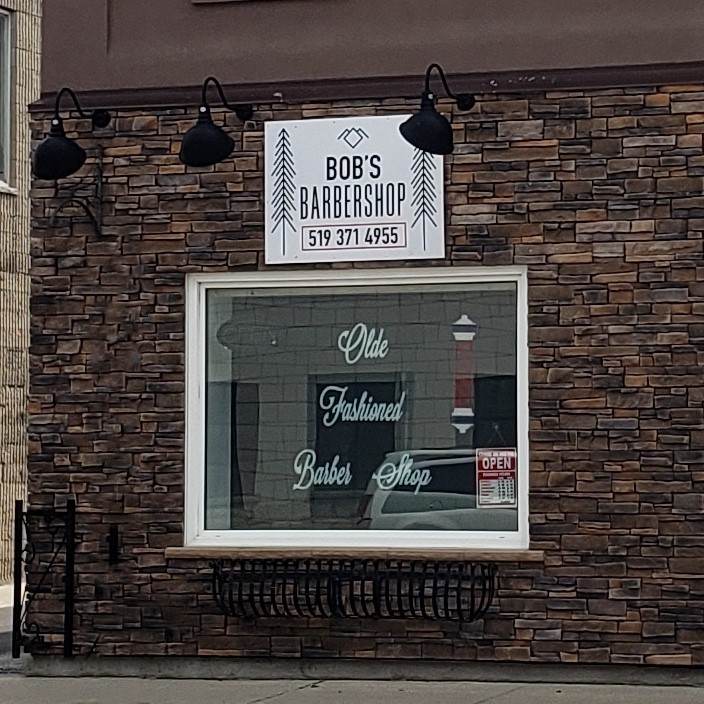 BOB'S
BARBERSHOP
519 371 4955
Olde
Fashioned
Barber Shop
OPEN